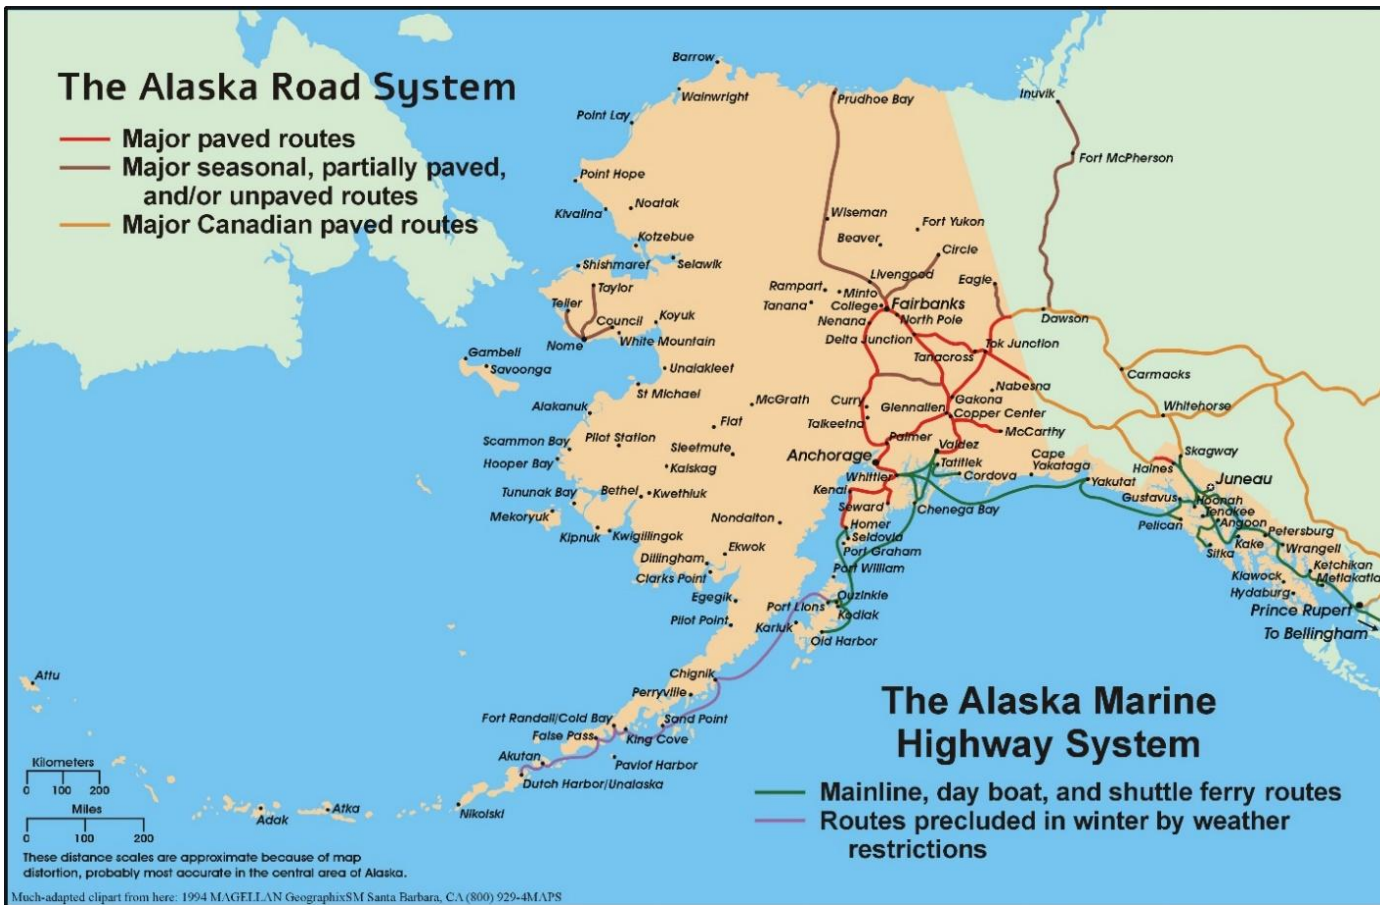 The Alaska Road System
Major paved routes
Major seasonal, partially paved,
and/or unpaved routes
Major Canadian paved routes
Barrow
Wainwright
Point Lay
Point Hope
Kivalina
Noatak
Kotzebue
Selawik
Shishmaref
Taylor
Teller
Council
Koyuk
Nome
White Mountain
Gambell
Savoonga
Unalakleet
St Michael
Alakanuk
McGrath
Flat
Scammon Bay
Pilot Station
Sleetmute
Hooper Bay
Kalskag
Tununak Bay
Bethel
Kwethluk
Mekoryuk
Kipnuk
Kwigillingok
Nondalton
Ekwok
Dillingham
Clarks Point
Egegik
Pilot Point
Prudhoe Bay
Wiseman
Fort Yukon
Beaver
Circle
Livengood
Eagle
Rampart
Minto
Tanana
College
Fairbanks
Nenana
North Pole
Delta Junction
Tok Junction
Tanacross
Nabesna
Curry
Glennallen
Gakona
Copper Center
Talkeetna
McCarthy
Palmer
Valdez
Anchorage
Tatitlek
Whittier
Cordova
Cape
Yakataga
Yakutat
Kenai
Seward
Chenega Bay
Homer
Seldovia
Port Graham
Port William
Ouzinkie
Port Lions
Kodiak
Karluk
Old Harbor
Chignik
Perryville
Fort Randall/Cold Bay
Sand Point
False Pass
King Cove
Akutan
Pavlof Harbor
Dutch Harbor/Unalaska
Nikolski
Attu
Adak
Atka
Inuvik
Fort McPherson
Dawson
Carmacks
Whitehorse
Skagway
Haines
Juneau
Gustavus
Hoonah
Tenakee
Angoon
Pelican
Petersburg
Sitka
Kake
Wrangell
Ketchikan
Klawock
Metlakatla
Hydaburg
Prince Rupert
To Bellingham
The Alaska Marine
Highway System
Mainline, day boat, and shuttle ferry routes
Routes precluded in winter by weather
restrictions
Kilometers
0 100 200
Miles
0 100 200
These distance scales are approximate because of map
distortion, probably most accurate in the central area of Alaska.
Much-adapted clipart from here: 1994 MAGELLAN GeographixSM Santa Barbara, CA (800) 929-4MAPS